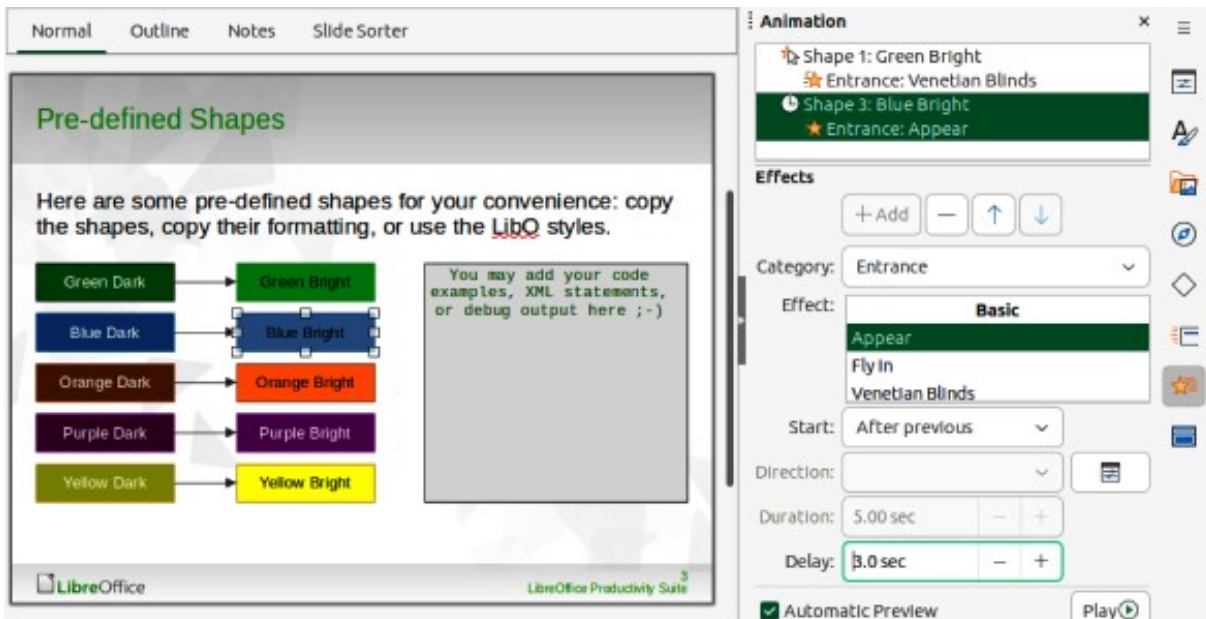 Normal Outline Notes Slide Sorter
Pre-defined Shapes
Here are some pre-defined shapes for your convenience: copy
the shapes, copy their formatting, or use the LibO styles.
Green Dark Green Bright
Blue Dark Blue Bright
Orange Dark Orange Bright
Purple Dark Purple Bright
Yellow Dark Yellow Bright
You may add your code
examples, XML statements,
or debug output here ;-)
LibreOffice
3
LibreOffice Productivity Suite
Animation
Shape 1: Green Bright
Entrance: Venetian Blinds
Shape 3: Blue Bright
Entrance: Appear
Effects
+ Add
Category: Entrance
Effect: Basic
Appear
Fly In
Venetian Blinds
Start: After previous
Direction:
Duration: 5.00 sec
Delay: 3.0 sec
Automatic Preview Play